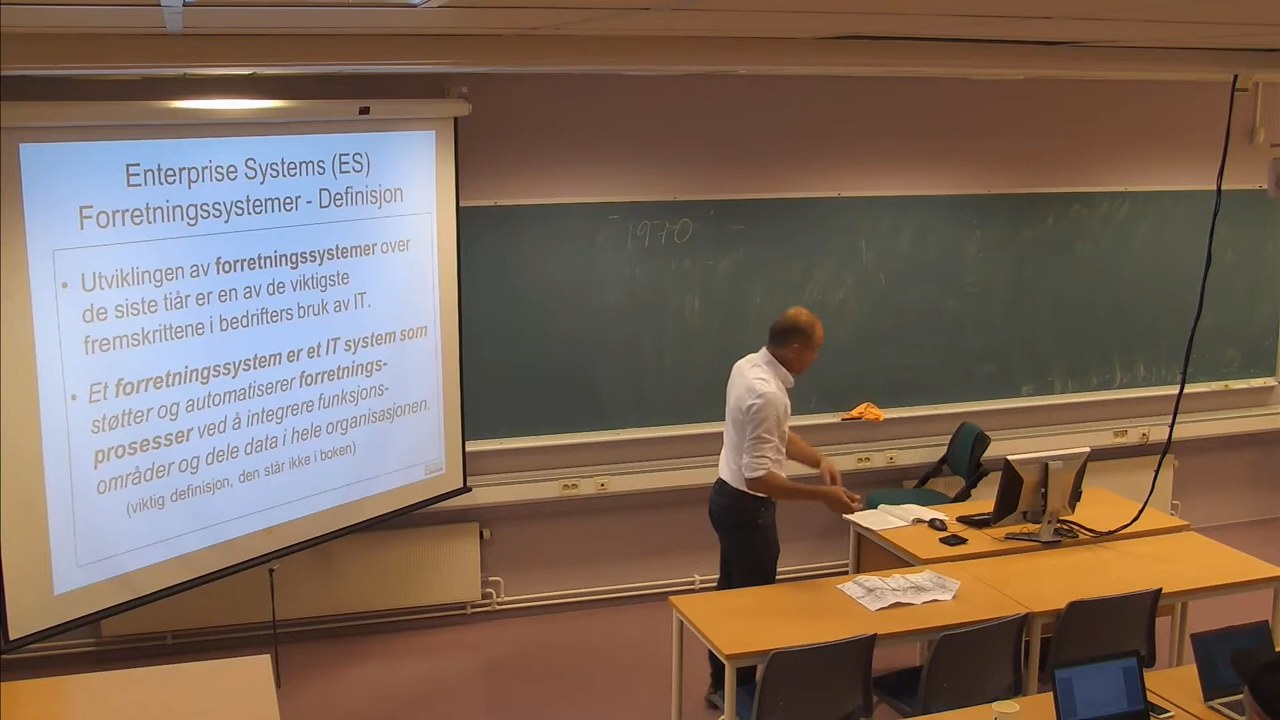 Enterprise Systems (ES)
Forretningssystemer - Definisjon
• Utviklingen av forretningssystemer over
de siste tiår er en av de viktigste
fremskrittene i bedrifters bruk av IT.
• Et forretningssystem er et IT system som
støtter og automatiserer forretnings-
prosesser ved å integrere funksjons-
områder og dele data i hele organisasjonen.
(viktig definisjon, den står ikke i boken)
1970